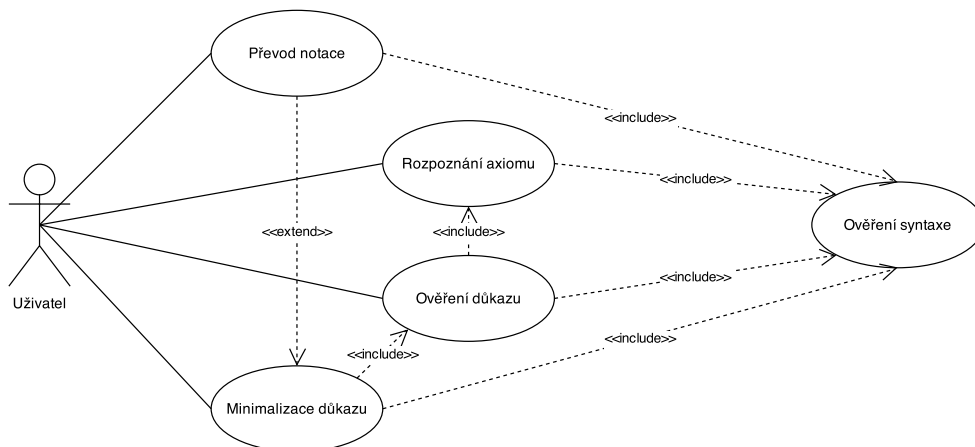 Převod notace
<<include>>
Rozpoznání axiomu
<<include>>
Ověření syntaxe
<<extend>>
<<include>>
Ověření důkazu
<<include>>
Uživatel
<<include>>
<<include>>
Minimalizace důkazu